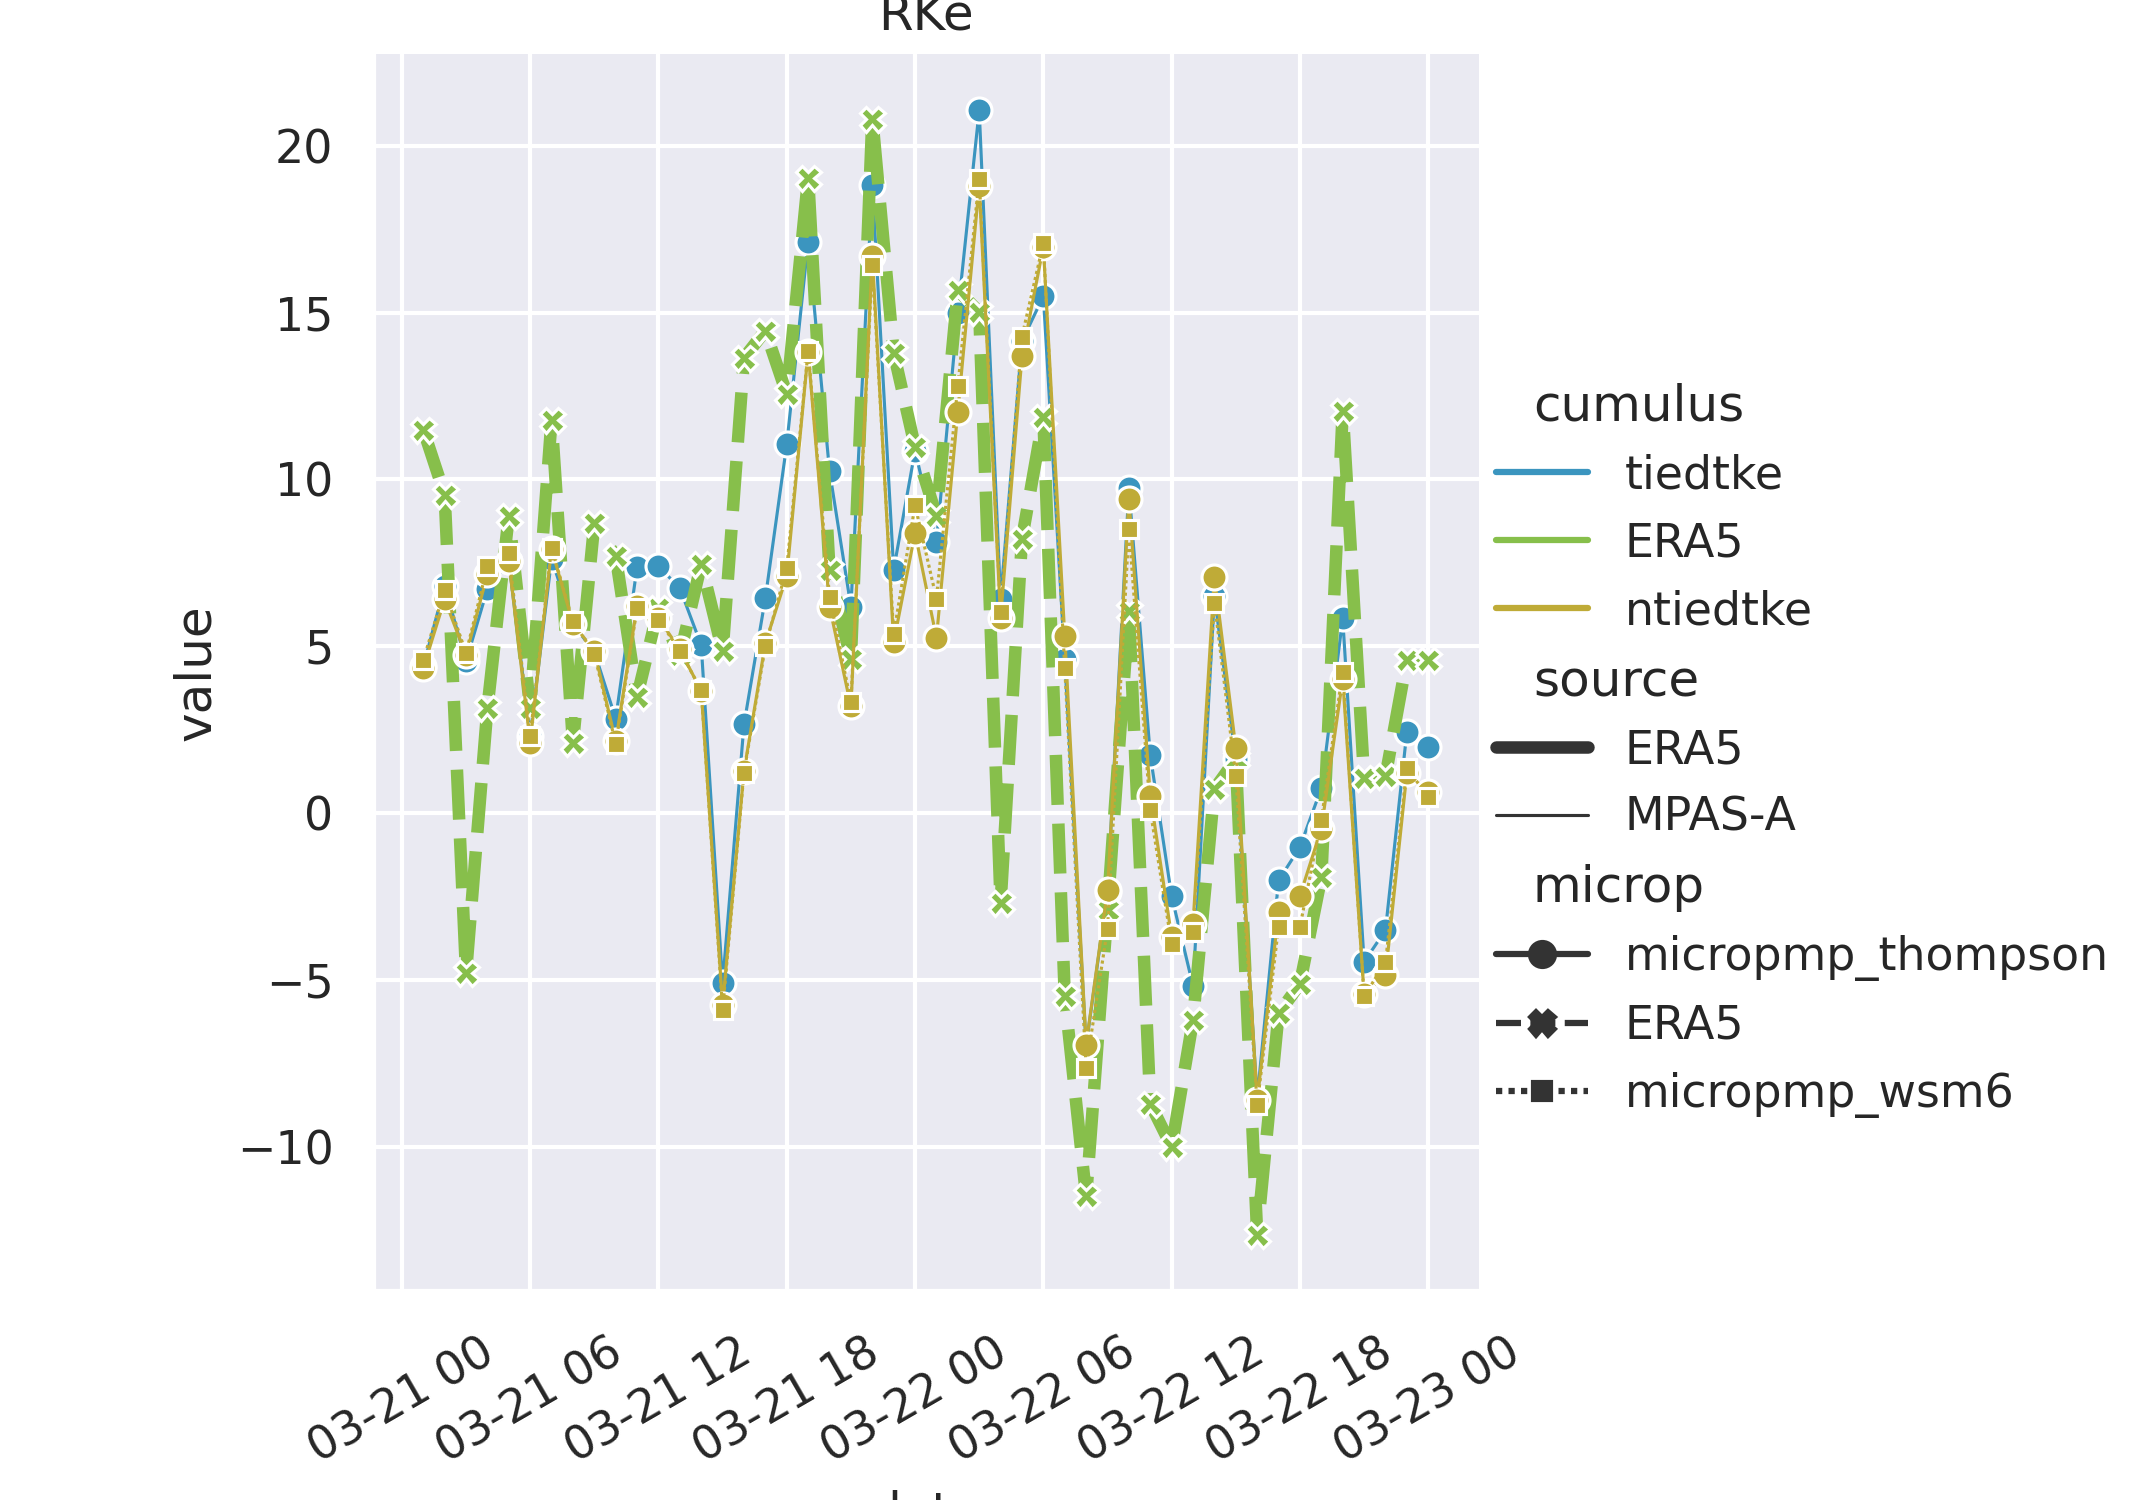 RKe
20
15
10
5
0
−5
−10
value
03-21 00
03-21 06
03-21 12
03-21 18
03-22 00
03-22 06
03-22 12
03-22 18
03-23 00
cumulus
tiedtke
ERA5
ntiedtke
source
ERA5
MPAS-A
microp
micropmp_thompson
ERA5
micropmp_wsm6